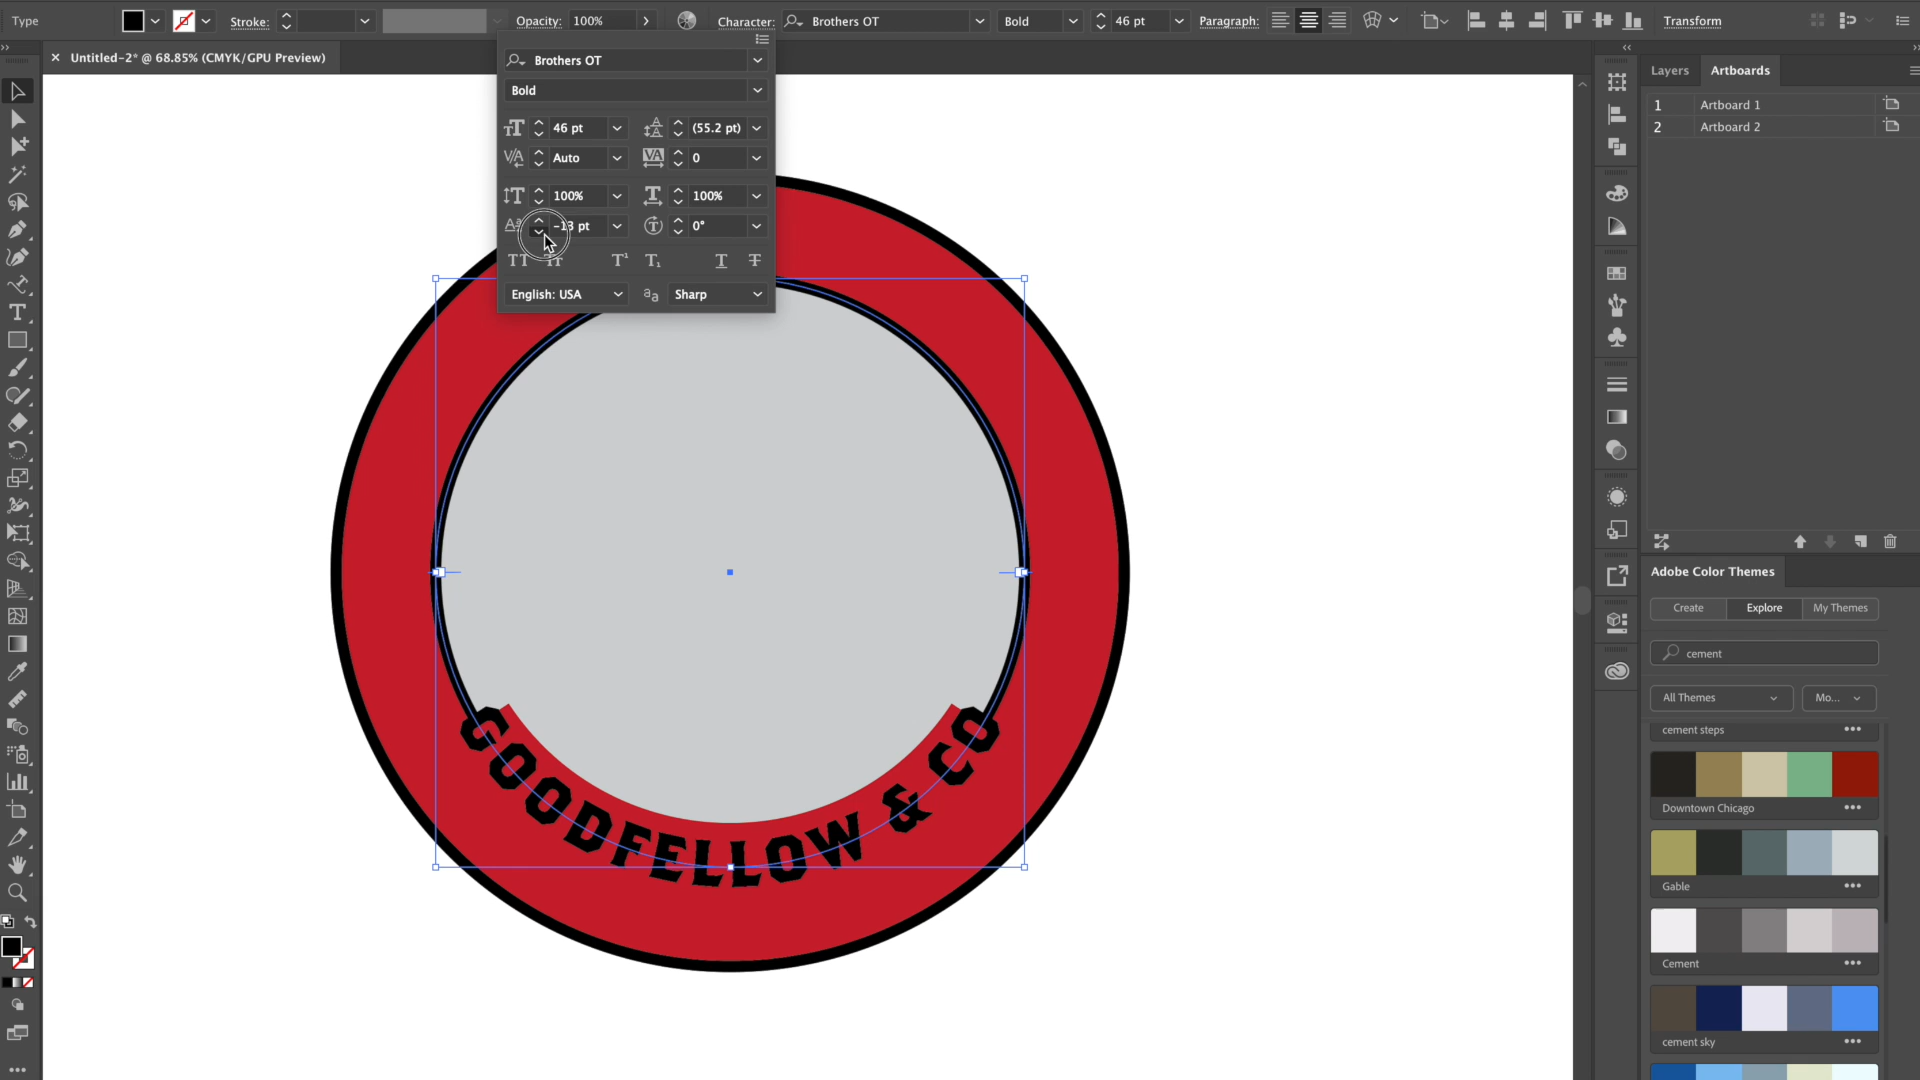 Type
Stroke:
Opacity: 100%
Character: Brothers OT
Bold
46 pt
Paragraph:
Transform
× Untitled-2* @ 68.85% (CMYK/GPU Preview)
Brothers OT
Bold
46 pt (55.2 pt)
Auto 0
100% 100%
-13 pt 0°
English: USA Sharp
Layers Artboards
1 Artboard 1
2 Artboard 2
GOODFELLOW & CO
Adobe Color Themes
Create Explore My Themes
cement
All Themes Mo...
cement steps
Downtown Chicago
Gable
Cement
cement sky